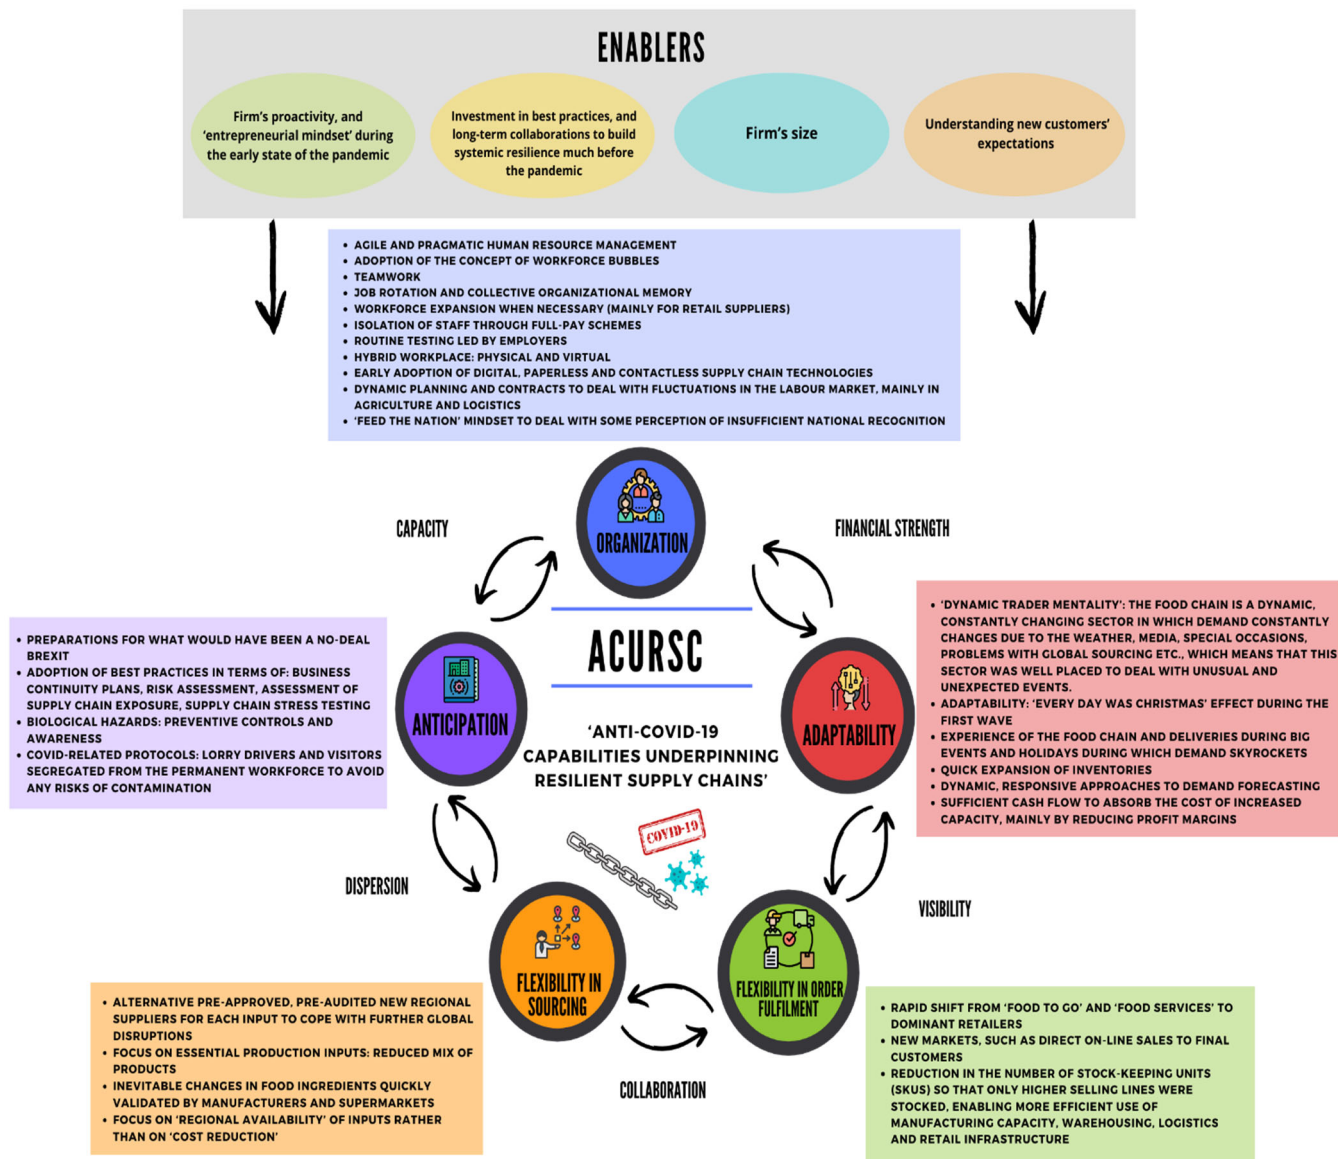 ENABLERS
Firm's proactivity, and
'entrepreneurial mindset' during
the early state of the pandemic
Investment in best practices, and
long-term collaborations to build
systemic resilience much before
the pandemic
Firm's size
Understanding new customers'
expectations
• AGILE AND PRAGMATIC HUMAN RESOURCE MANAGEMENT
• ADOPTION OF THE CONCEPT OF WORKFORCE BUBBLES
• TEAMWORK
• JOB ROTATION AND COLLECTIVE ORGANIZATIONAL MEMORY
• WORKFORCE EXPANSION WHEN NECESSARY (MAINLY FOR RETAIL SUPPLIERS)
• ISOLATION OF STAFF THROUGH FULL-PAY SCHEMES
• ROUTINE TESTING LED BY EMPLOYERS
• HYBRID WORKPLACE: PHYSICAL AND VIRTUAL
• EARLY ADOPTION OF DIGITAL, PAPERLESS AND CONTACTLESS SUPPLY CHAIN TECHNOLOGIES
• DYNAMIC PLANNING AND CONTRACTS TO DEAL WITH FLUCTUATIONS IN THE LABOUR MARKET, MAINLY IN
AGRICULTURE AND LOGISTICS
• 'FEED THE NATION' MINDSET TO DEAL WITH SOME PERCEPTION OF INSUFFICIENT NATIONAL RECOGNITION
CAPACITY
ORGANIZATION
FINANCIAL STRENGTH
• PREPARATIONS FOR WHAT WOULD HAVE BEEN A NO-DEAL
BREXIT
• ADOPTION OF BEST PRACTICES IN TERMS OF: BUSINESS
CONTINUITY PLANS, RISK ASSESSMENT, ASSESSMENT OF
SUPPLY CHAIN EXPOSURE, SUPPLY CHAIN STRESS TESTING
• BIOLOGICAL HAZARDS: PREVENTIVE CONTROLS AND
AWARENESS
• COVID-RELATED PROTOCOLS: LORRY DRIVERS AND VISITORS
SEGREGATED FROM THE PERMANENT WORKFORCE TO AVOID
ANY RISKS OF CONTAMINATION
ANTICIPATION
ACURSC
'ANTI-COVID-19
CAPABILITIES UNDERPINNING
RESILIENT SUPPLY CHAINS'
COVID-19
ADAPTABILITY
• 'DYNAMIC TRADER MENTALITY': THE FOOD CHAIN IS A DYNAMIC,
CONSTANTLY CHANGING SECTOR IN WHICH DEMAND CONSTANTLY
CHANGES DUE TO THE WEATHER, MEDIA, SPECIAL OCCASIONS,
PROBLEMS WITH GLOBAL SOURCING ETC., WHICH MEANS THAT THIS
SECTOR WAS WELL PLACED TO DEAL WITH UNUSUAL AND
UNEXPECTED EVENTS.
• ADAPTABILITY: 'EVERY DAY WAS CHRISTMAS' EFFECT DURING THE
FIRST WAVE
• EXPERIENCE OF THE FOOD CHAIN AND DELIVERIES DURING BIG
EVENTS AND HOLIDAYS DURING WHICH DEMAND SKYROCKETS
• QUICK EXPANSION OF INVENTORIES
• DYNAMIC, RESPONSIVE APPROACHES TO DEMAND FORECASTING
• SUFFICIENT CASH FLOW TO ABSORB THE COST OF INCREASED
CAPACITY, MAINLY BY REDUCING PROFIT MARGINS
DISPERSION
VISIBILITY
FLEXIBILITY IN
SOURCING
FLEXIBILITY IN ORDER
FULFILMENT
• ALTERNATIVE PRE-APPROVED, PRE-AUDITED NEW REGIONAL
SUPPLIERS FOR EACH INPUT TO COPE WITH FURTHER GLOBAL
DISRUPTIONS
• FOCUS ON ESSENTIAL PRODUCTION INPUTS: REDUCED MIX OF
PRODUCTS
• INEVITABLE CHANGES IN FOOD INGREDIENTS QUICKLY
VALIDATED BY MANUFACTURERS AND SUPERMARKETS
• FOCUS ON 'REGIONAL AVAILABILITY' OF INPUTS RATHER
THAN ON 'COST REDUCTION'
COLLABORATION
• RAPID SHIFT FROM 'FOOD TO GO' AND 'FOOD SERVICES' TO
DOMINANT RETAILERS
• NEW MARKETS, SUCH AS DIRECT ON-LINE SALES TO FINAL
CUSTOMERS
• REDUCTION IN THE NUMBER OF STOCK-KEEPING UNITS
(SKUS) SO THAT ONLY HIGHER SELLING LINES WERE
STOCKED, ENABLING MORE EFFICIENT USE OF
MANUFACTURING CAPACITY, WAREHOUSING, LOGISTICS
AND RETAIL INFRASTRUCTURE